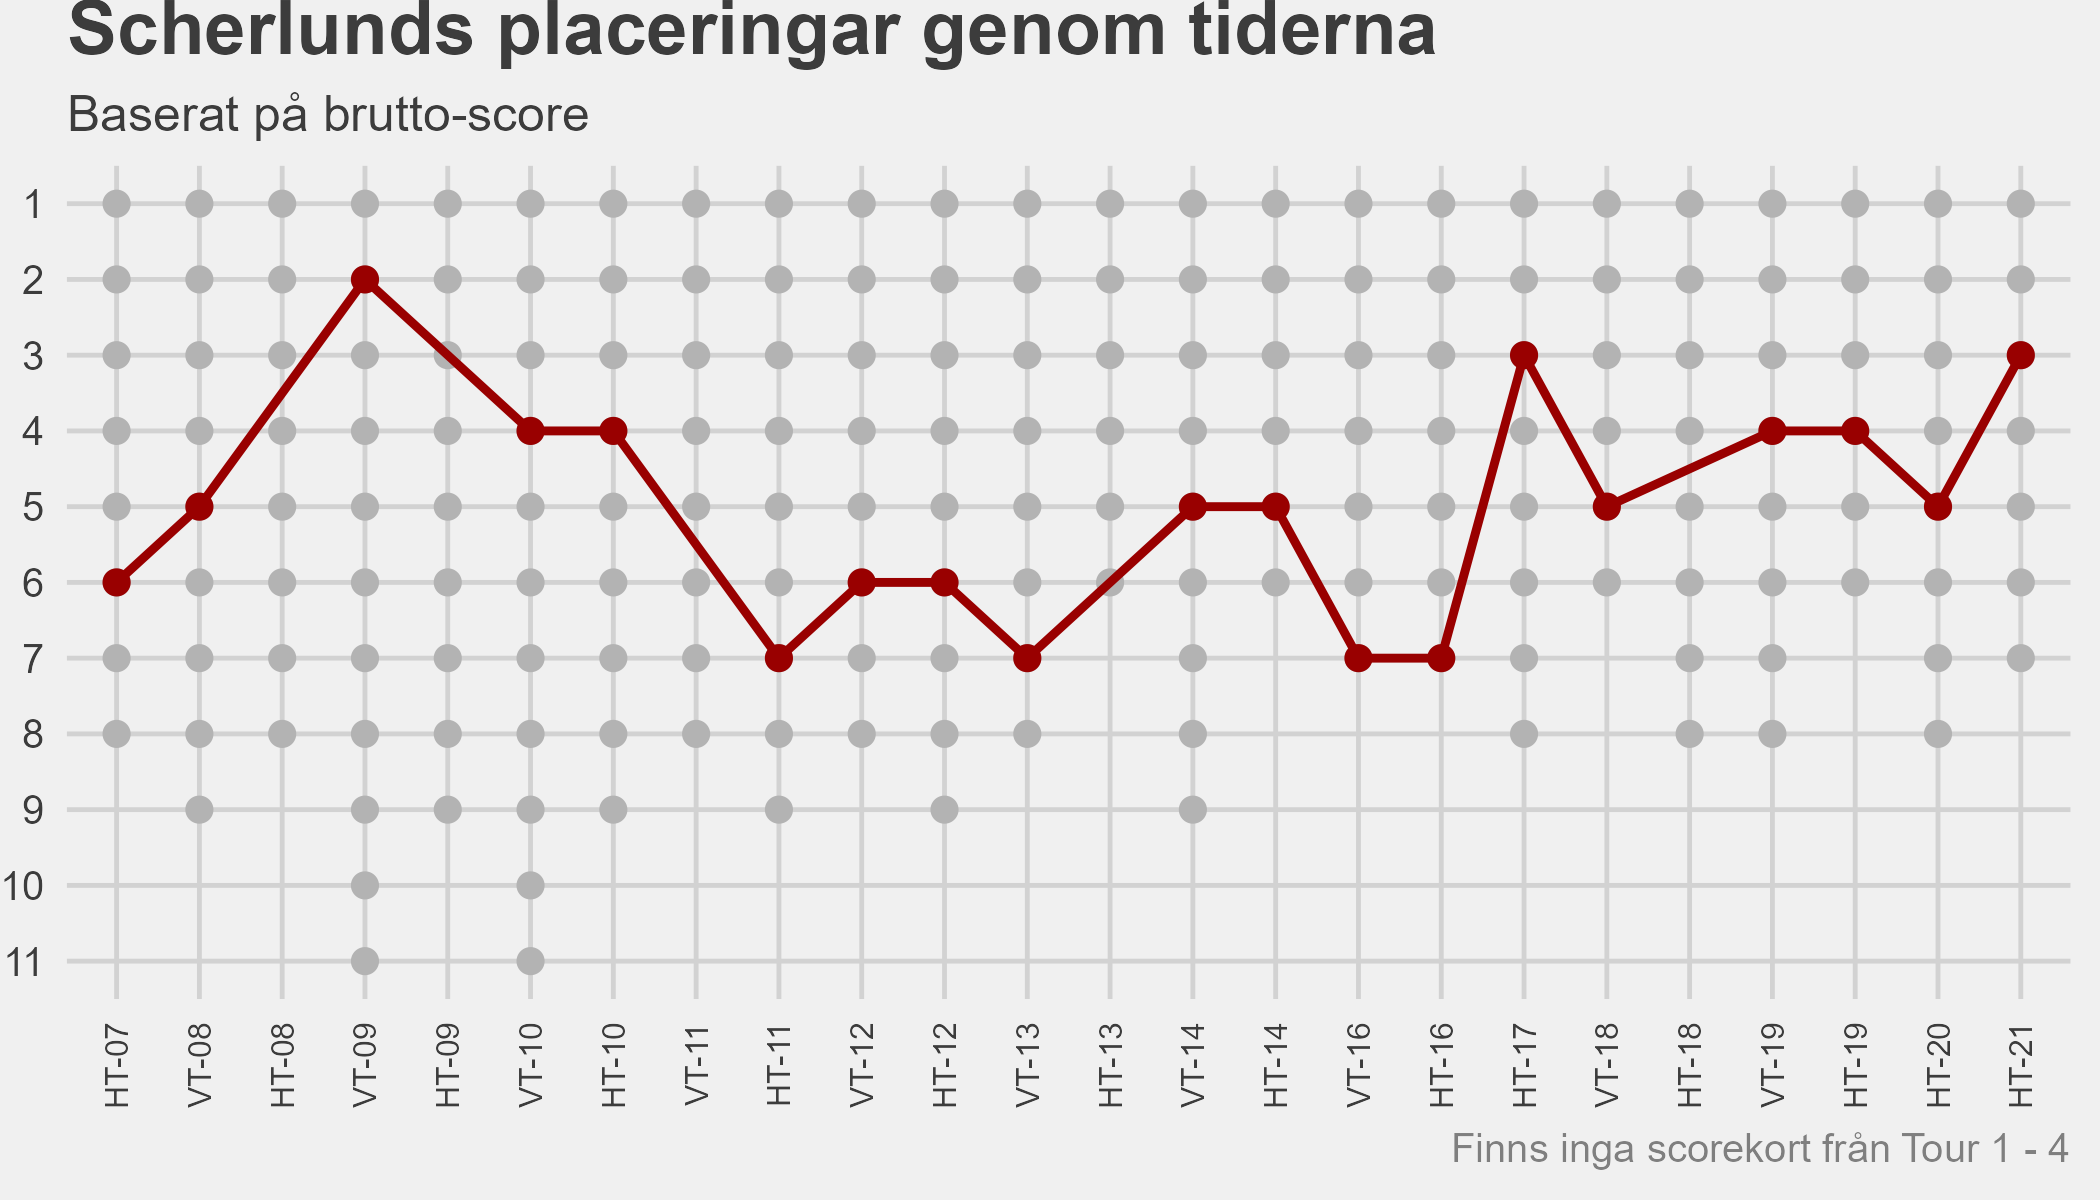 Scherlunds placeringar genom tiderna
Baserat på brutto-score
1
2
3
4
5
6
7
8
9
10
11
HT-07
VT-08
HT-08
VT-09
HT-09
VT-10
HT-10
VT-11
HT-11
VT-12
HT-12
VT-13
HT-13
VT-14
HT-14
VT-16
HT-16
HT-17
VT-18
HT-18
VT-19
HT-19
HT-20
HT-21
Finns inga scorekort från Tour 1 - 4